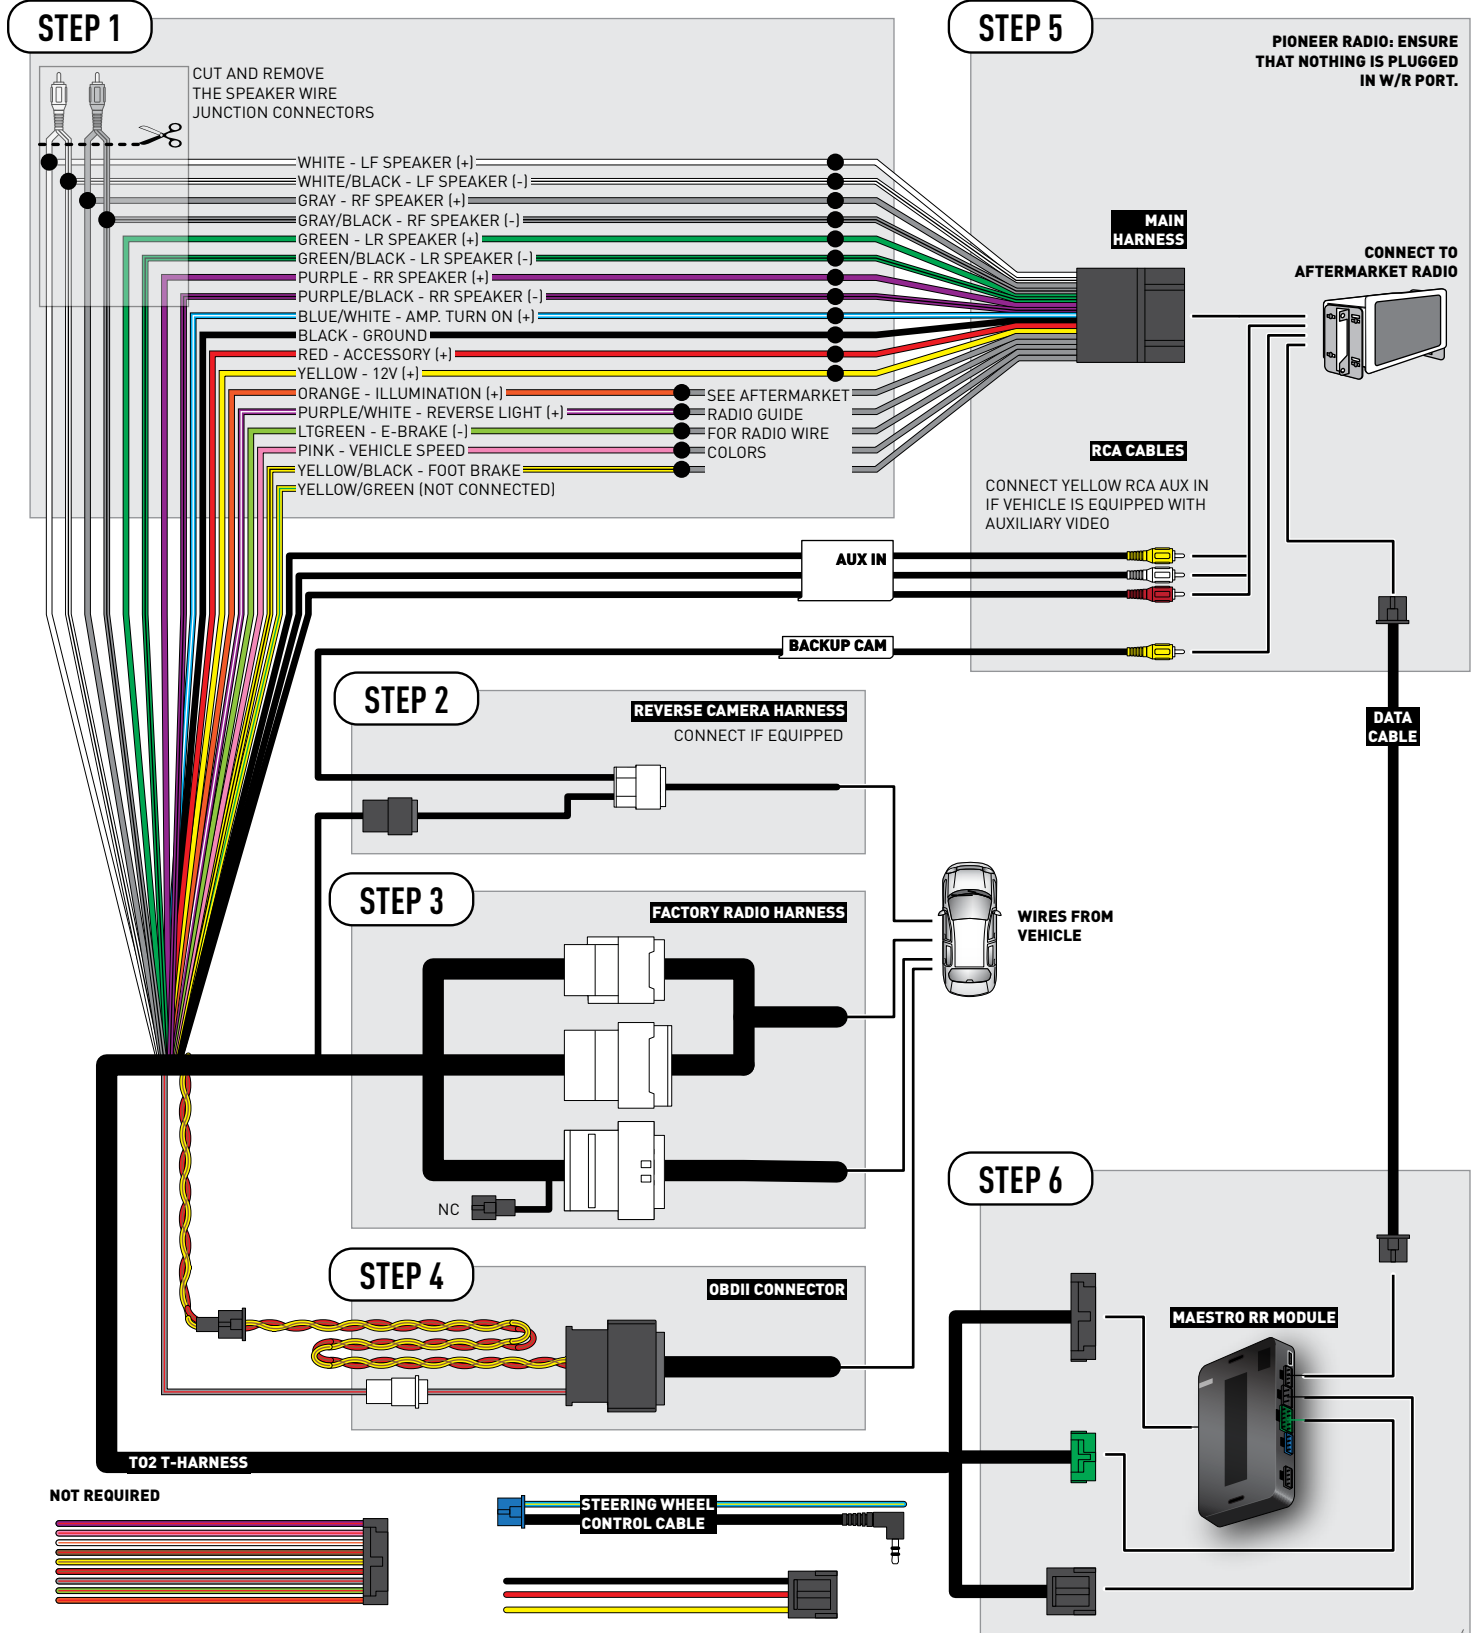 STEP 1
CUT AND REMOVE
THE SPEAKER WIRE
JUNCTION CONNECTORS
WHITE - LF SPEAKER (+)
WHITE/BLACK - LF SPEAKER (-)
GRAY - RF SPEAKER (+)
GRAY/BLACK - RF SPEAKER (-)
GREEN - LR SPEAKER (+)
GREEN/BLACK - LR SPEAKER (-)
PURPLE - RR SPEAKER (+)
PURPLE/BLACK - RR SPEAKER (-)
BLUE/WHITE - AMP. TURN ON (+)
BLACK - GROUND
RED - ACCESSORY (+)
YELLOW - 12V (+)
ORANGE - ILLUMINATION (+)
PURPLE/WHITE - REVERSE LIGHT (+)
LTGREEN - E-BRAKE (-)
PINK - VEHICLE SPEED
YELLOW/BLACK - FOOT BRAKE
YELLOW/GREEN (NOT CONNECTED)
SEE AFTERMARKET
RADIO GUIDE
FOR RADIO WIRE
COLORS
STEP 5
PIONEER RADIO: ENSURE
THAT NOTHING IS PLUGGED
IN W/R PORT.
MAIN
HARNESS
CONNECT TO
AFTERMARKET RADIO
RCA CABLES
CONNECT YELLOW RCA AUX IN
IF VEHICLE IS EQUIPPED WITH
AUXILIARY VIDEO
AUX IN
BACKUP CAM
DATA
CABLE
STEP 2
REVERSE CAMERA HARNESS
CONNECT IF EQUIPPED
STEP 3
FACTORY RADIO HARNESS
WIRES FROM
VEHICLE
NC
STEP 4
OBDII CONNECTOR
STEP 6
MAESTRO RR MODULE
TO2 T-HARNESS
NOT REQUIRED
STEERING WHEEL
CONTROL CABLE